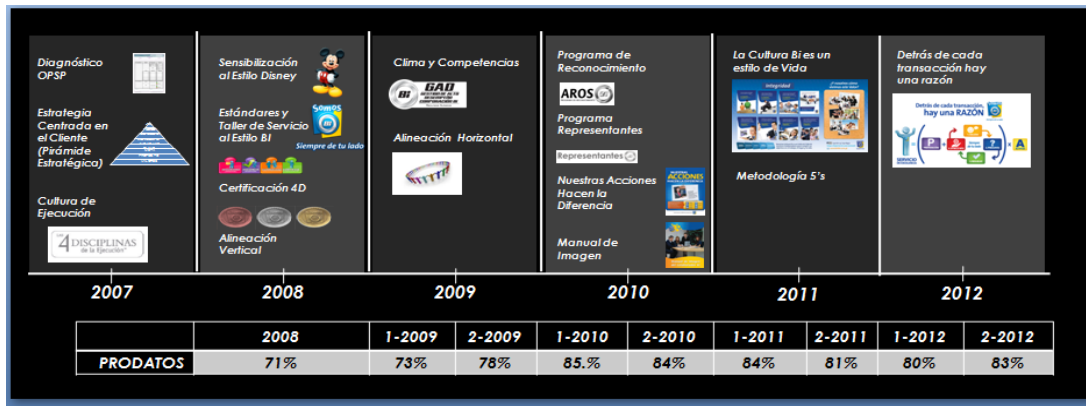 Diagnóstico
OPSP
Estrategia
Centrada en
el Cliente
(Pirámide
Estratégica)
Cultura de
Ejecución
4 DISCIPLINAS
de la Ejecución
Sensibilización
al Estilo Disney
Estándares y
Taller de Servicio
al Estilo BI
Somos
Siempre de tu lado
Certificación 4D
Alineación
Vertical
Clima y Competencias
Bi
GAD
Alineación Horizontal
Programa de
Reconocimiento
AROS
Programa
Representantes
Representantes
Nuestras Acciones
Hacen la
Diferencia
ACCIONES
Manual de
Imagen
La Cultura Bi es un
estilo de Vida
Integridad
Metodología 5's
Detrás de cada
transacción hay
una razón
Detrás de cada transacción,
hay una RAZÓN
SERVICIO
P
A
2007
2008
2009
2010
2011
2012
2008 1-2009 2-2009 1-2010 2-2010 1-2011 2-2011 1-2012 2-2012
PRODATOS 71% 73% 78% 85.% 84% 84% 81% 80% 83%